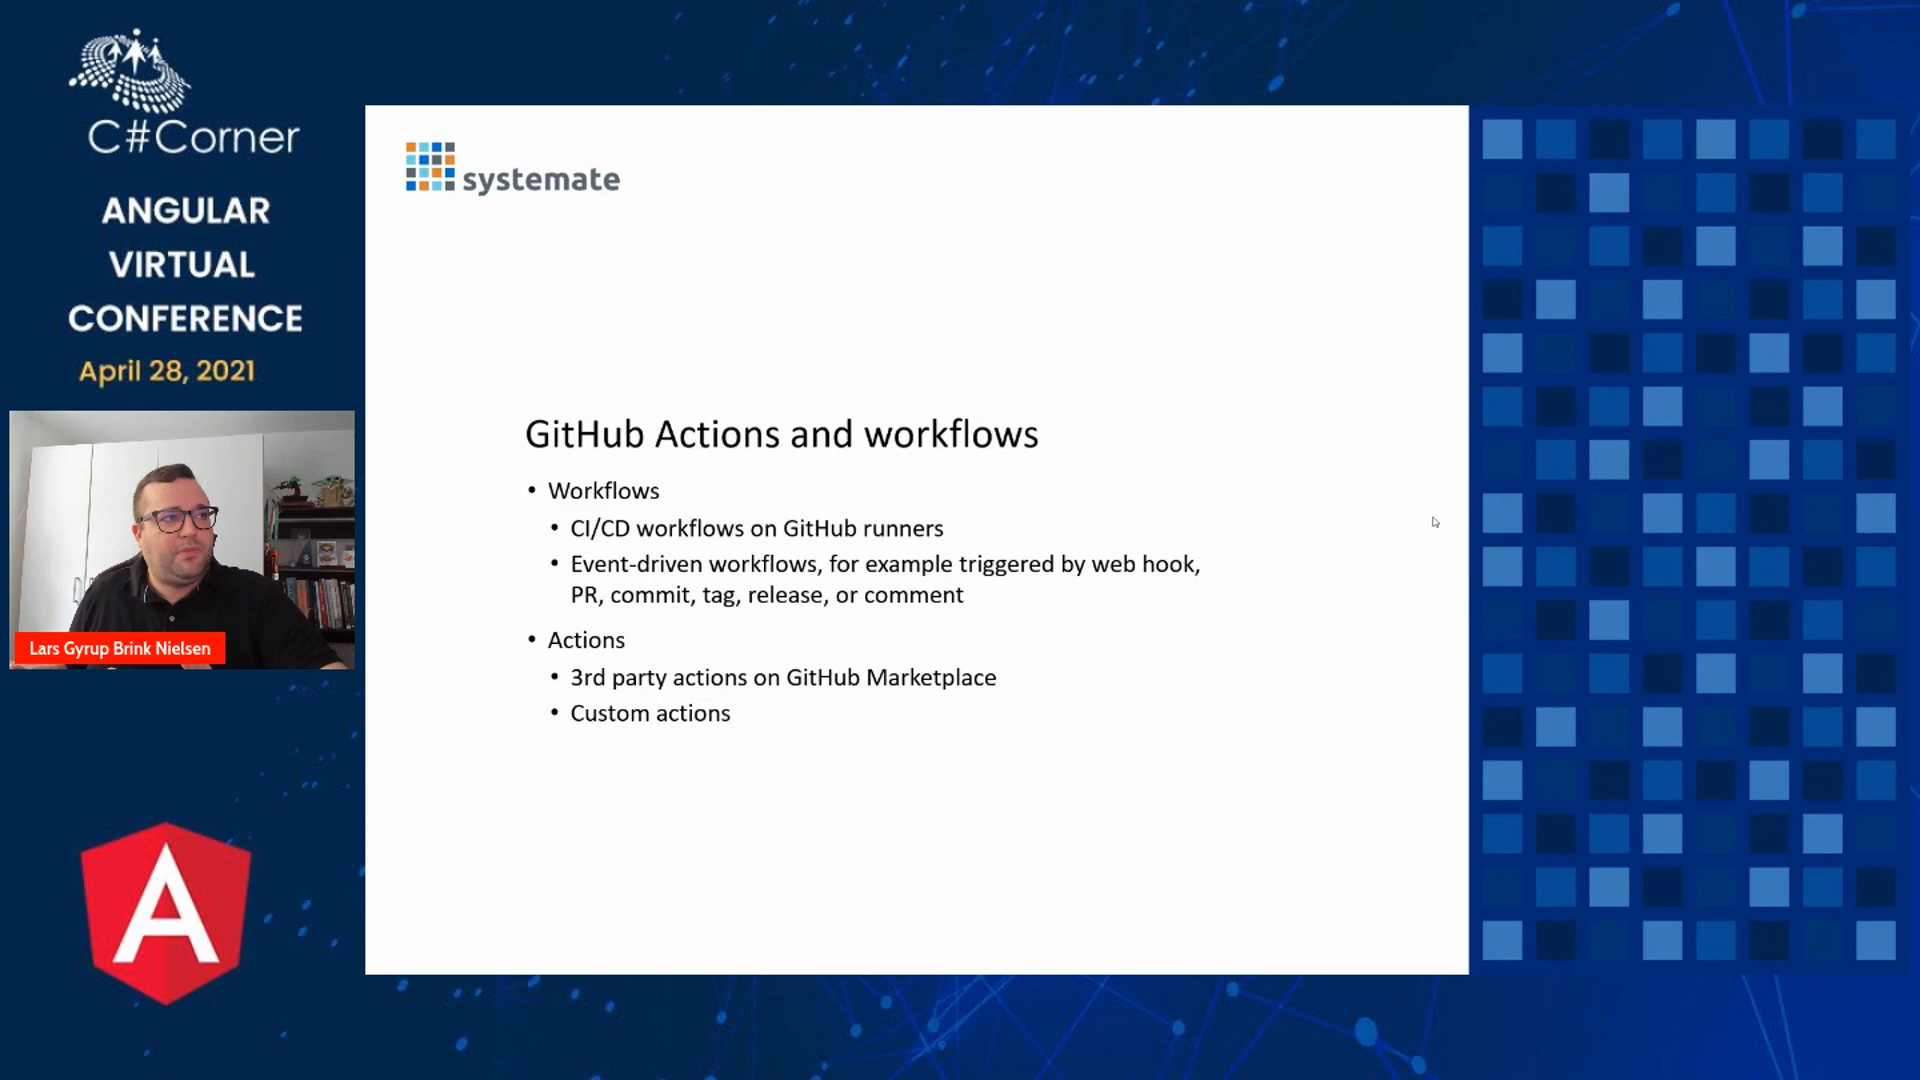 C#Corner
ANGULAR
VIRTUAL
CONFERENCE
April 28, 2021
Lars Gyrup Brink Nielsen
A
systemate
GitHub Actions and workflows
• Workflows
• CI/CD workflows on GitHub runners
• Event-driven workflows, for example triggered by web hook,
PR, commit, tag, release, or comment
• Actions
• 3rd party actions on GitHub Marketplace
• Custom actions